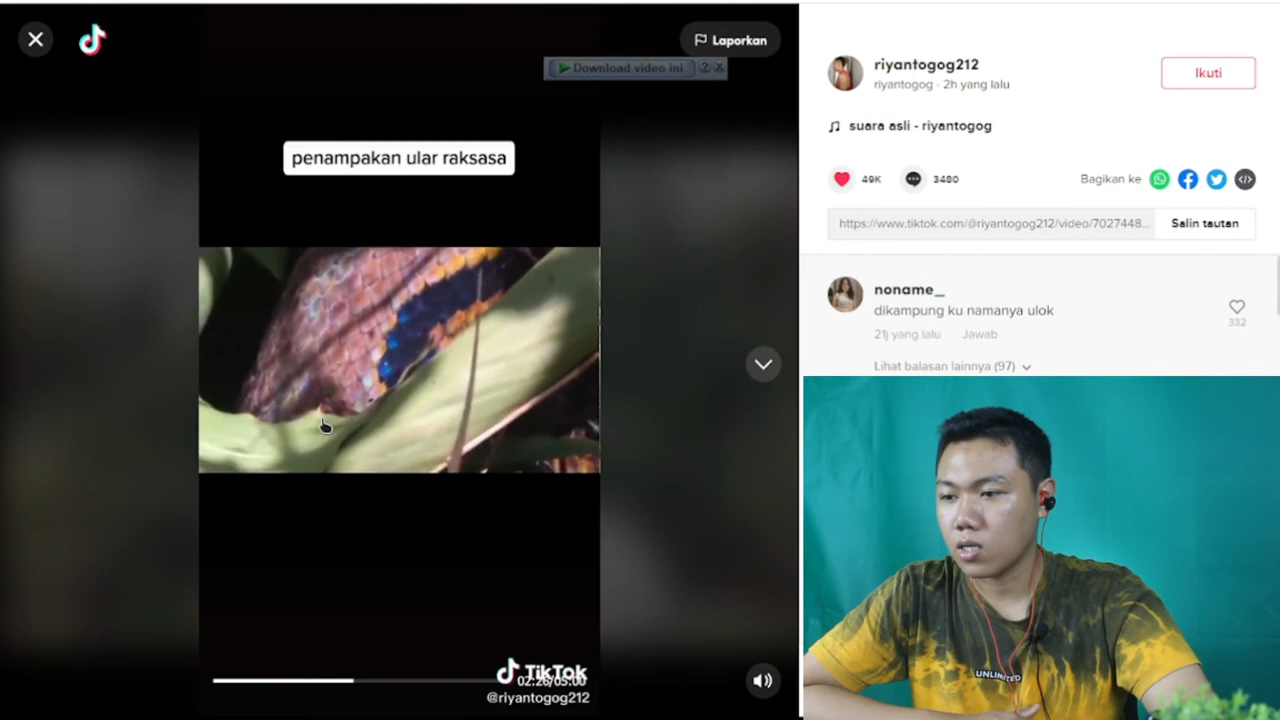 Laporkan
Download video ini
penampakan ular raksasa
TikTok
02:26/05:00
@riyantogog212
riyantogog212
riyantogog · 2h yang lalu
Ikuti
suara asli - riyantogog
49K
3480
Bagikan ke
https://www.tiktok.com/@riyantogog212/video/7027448...
Salin tautan
noname_
dikampung ku namanya ulok
332
21j yang lalu
Jawab
Lihat balasan lainnya (97)
UNLIMITED